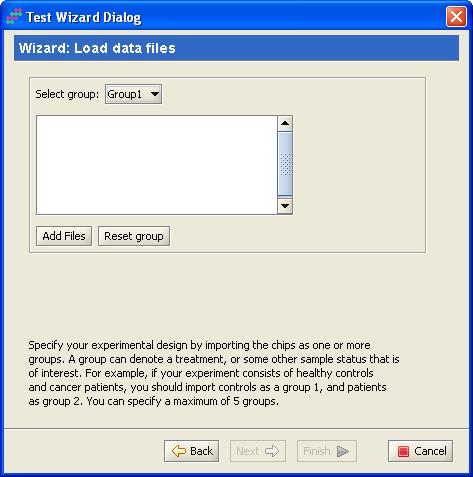 Test Wizard Dialog
Wizard: Load data files
Select group: Group1
Add Files Reset group
Specify your experimental design by importing the chips as one or more
groups. A group can denote a treatment, or some other sample status that is
of interest. For example, if your experiment consists of healthy controls
and cancer patients, you should import controls as a group 1, and patients
as group 2. You can specify a maximum of 5 groups.
Back Next Finish Cancel